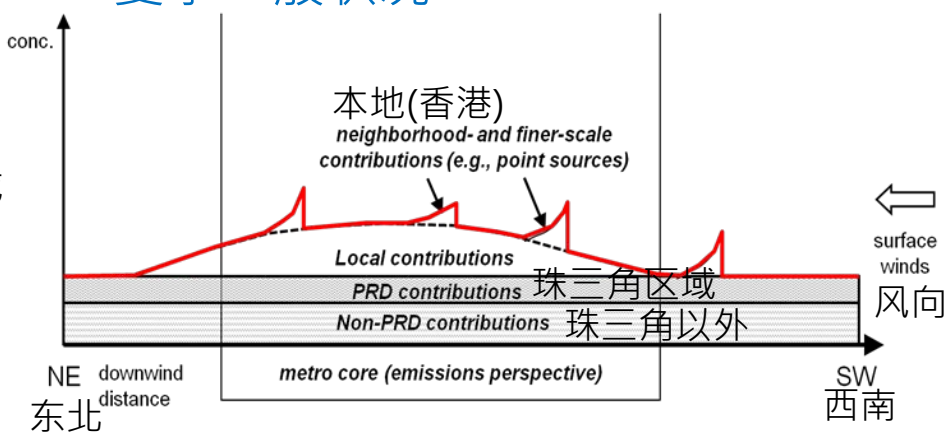 conc.
本地(香港)
neighborhood- and finer-scale
contributions (e.g., point sources)
surface
winds
风向
Local contributions
PRD contributions 珠三角区域
Non-PRD contributions 珠三角以外
NE downwind
distance
东北
metro core (emissions perspective)
SW
西南